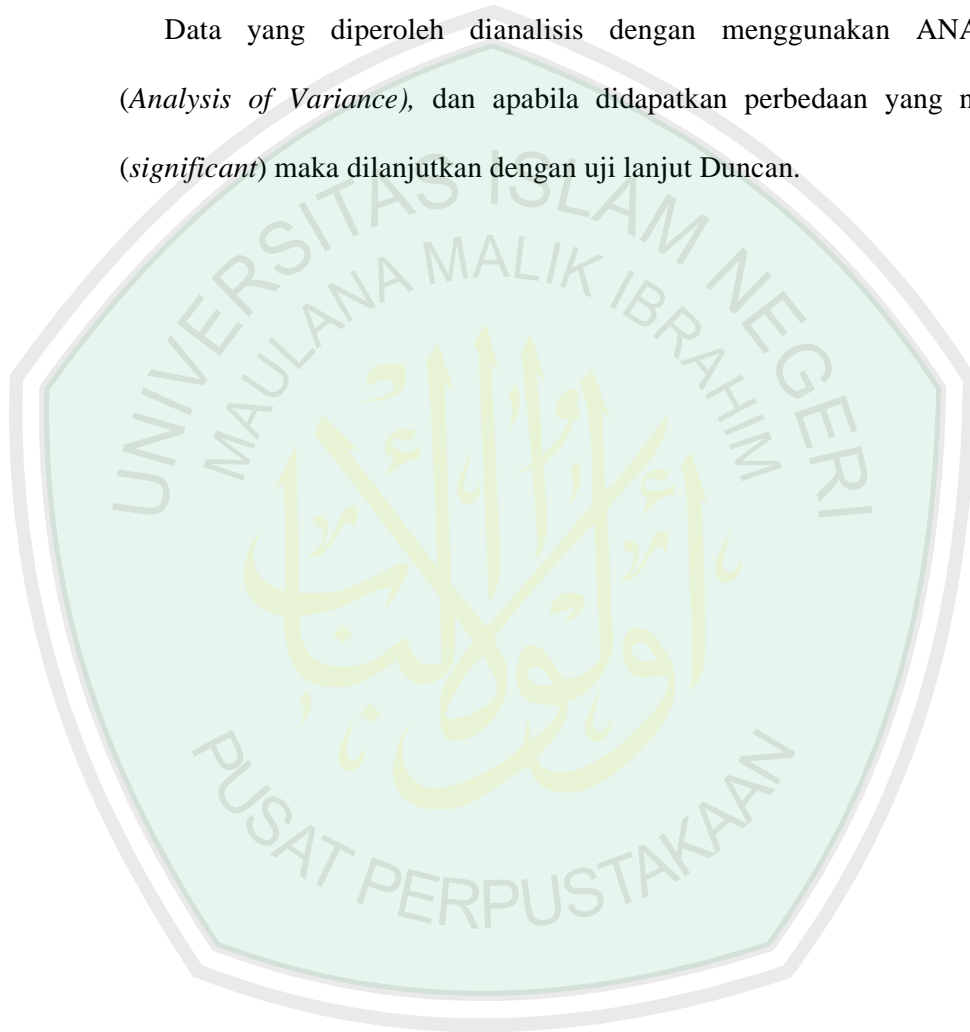 Data yang diperoleh dianalisis dengan menggunakan
(Analysis of Variance), dan apabila didapatkan perbedaan yang
(significant) maka dilanjutkan dengan uji lanjut Duncan.
UNIVERSITAS ISLAM NEGERI
MAULANA MALIK IBRAHIM
PUSAT PERPUSTAKAAN